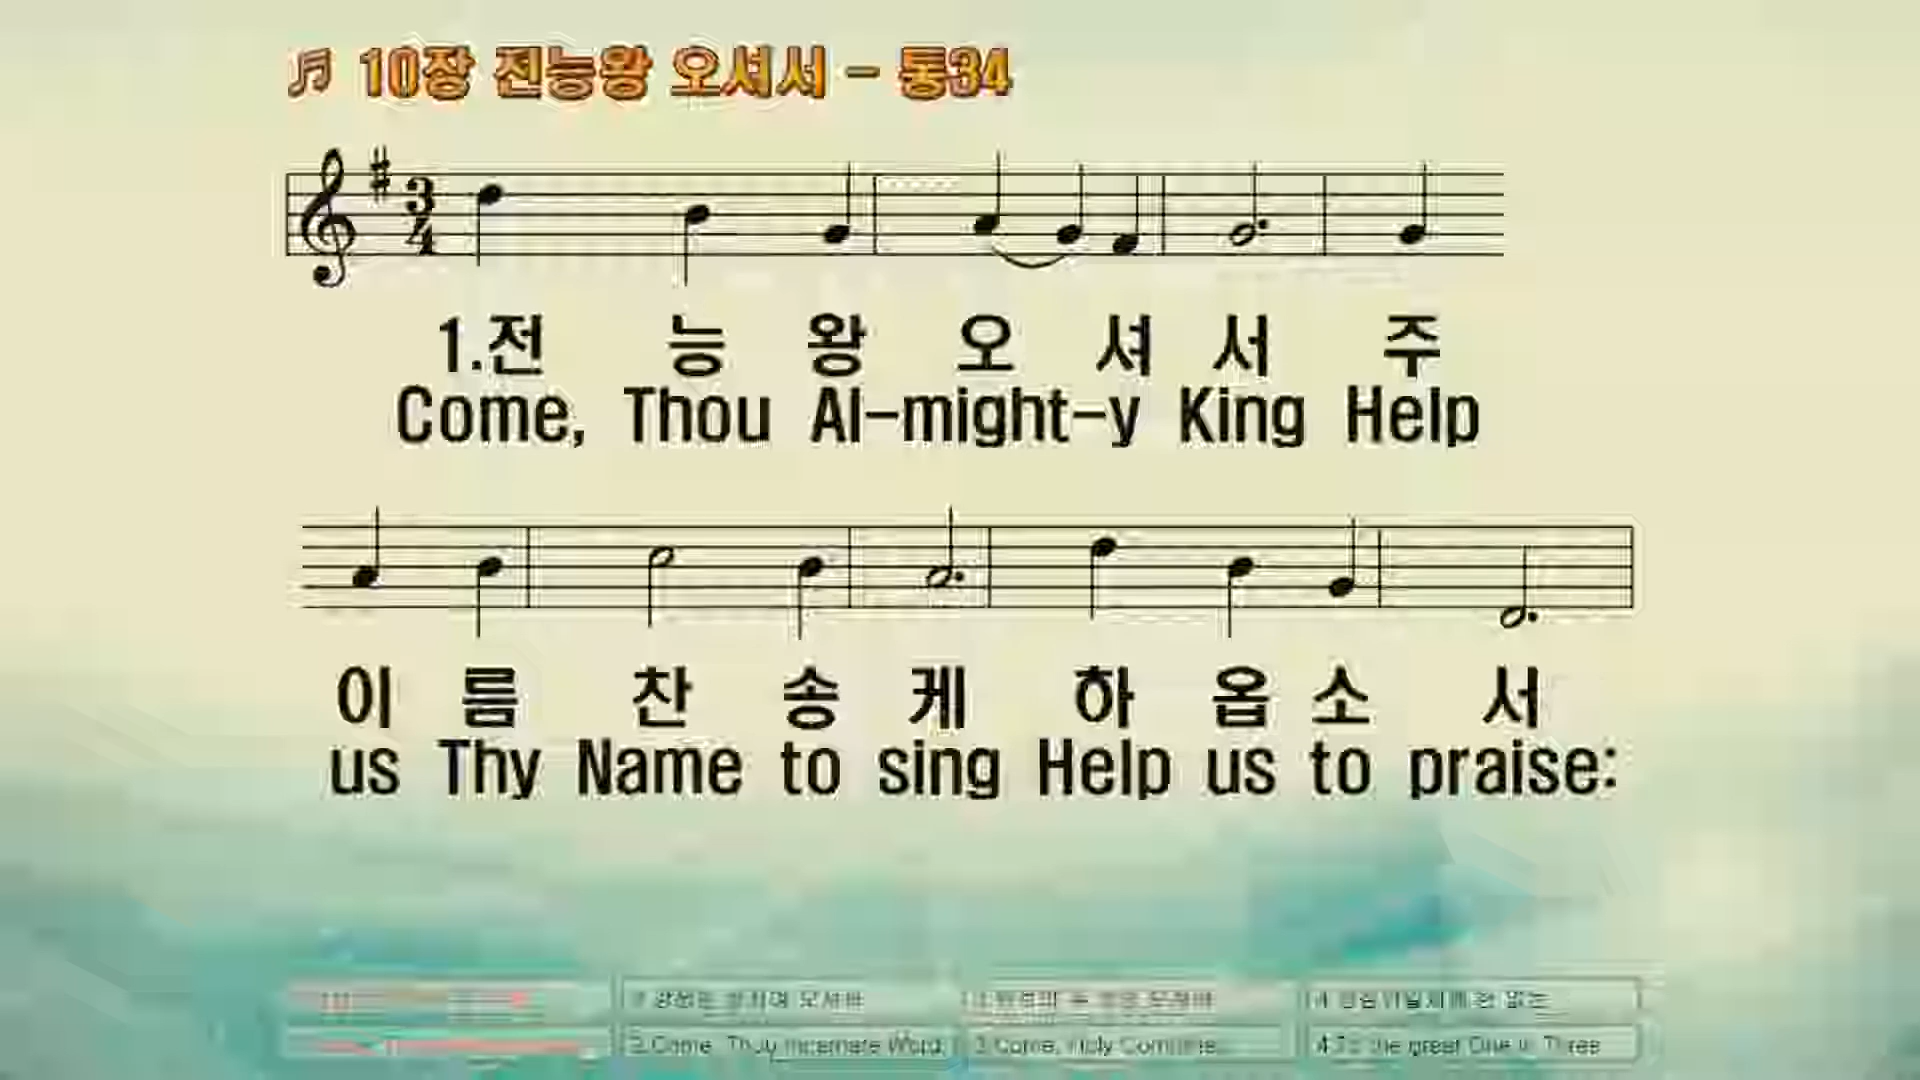 10장 전능왕 오셔서 - 통34
3
4
1.전 능 왕 오 셔 서 주
Come, Thou Al-might-y King Help
이 름 찬 송 케 하 옵 소 서
us Thy Name to sing Help us to praise:
2.Come, Thou Incarnate Word, 3.Come, Holy 4.To the great One in Three